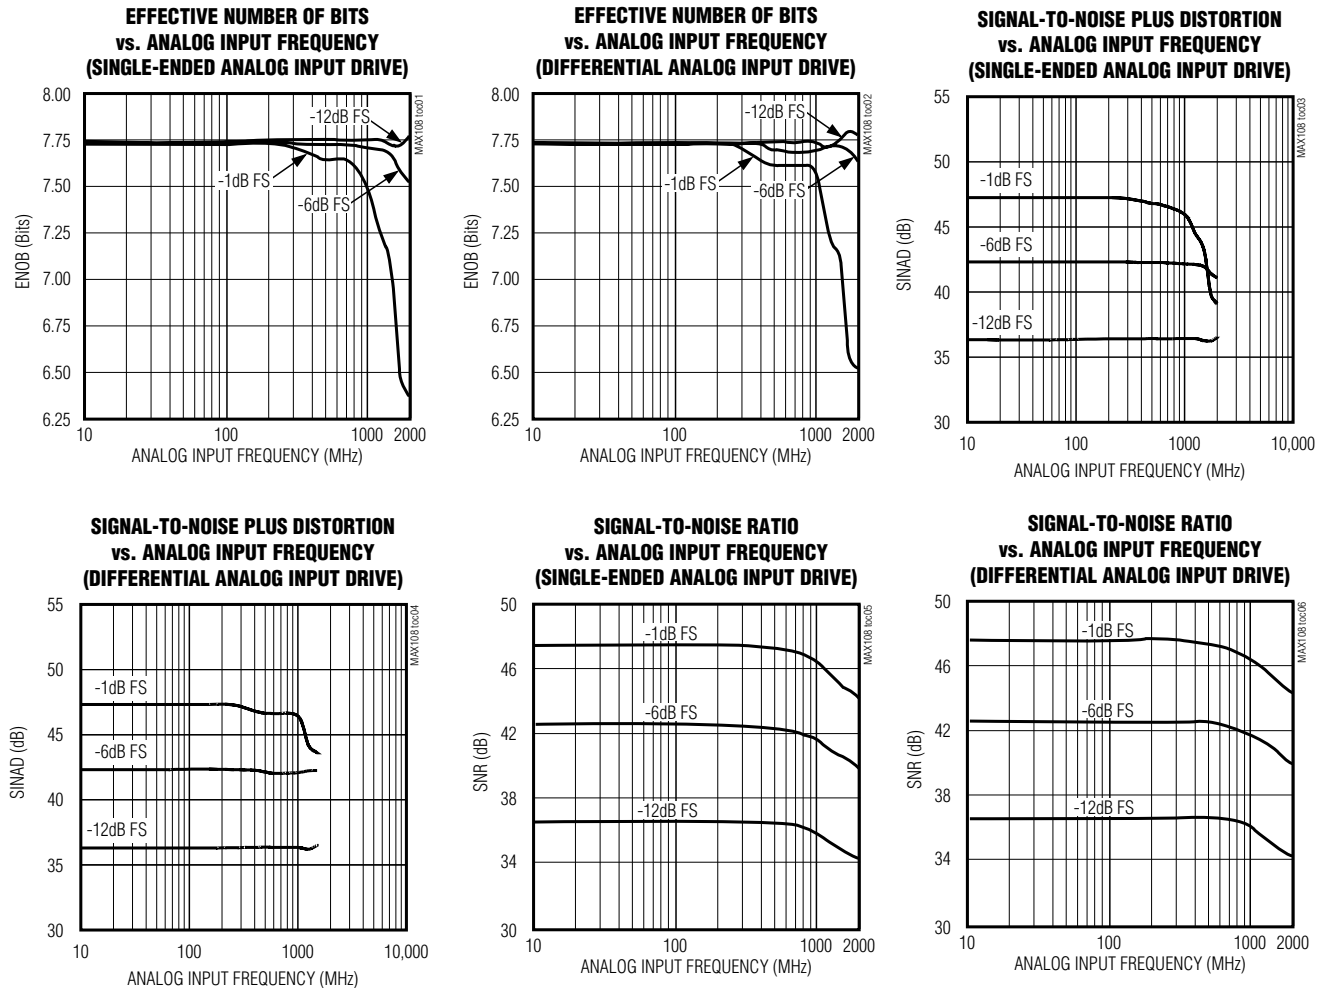 EFFECTIVE NUMBER OF BITS
vs. ANALOG INPUT FREQUENCY
(SINGLE-ENDED ANALOG INPUT DRIVE)
8.00
7.75
7.50
7.25
7.00
6.75
6.50
6.25
ENOB (Bits)
-12dB FS
-1dB FS
-6dB FS
MAX108 toc01
10
100
1000
2000
ANALOG INPUT FREQUENCY (MHz)
EFFECTIVE NUMBER OF BITS
vs. ANALOG INPUT FREQUENCY
(DIFFERENTIAL ANALOG INPUT DRIVE)
8.00
7.75
7.50
7.25
7.00
6.75
6.50
6.25
ENOB (Bits)
-12dB FS
-1dB FS
-6dB FS
MAX108 toc02
10
100
1000
2000
ANALOG INPUT FREQUENCY (MHz)
SIGNAL-TO-NOISE PLUS DISTORTION
vs. ANALOG INPUT FREQUENCY
(SINGLE-ENDED ANALOG INPUT DRIVE)
55
50
45
40
35
30
SINAD (dB)
-1dB FS
-6dB FS
-12dB FS
MAX108 toc03
10
100
1000
10,000
ANALOG INPUT FREQUENCY (MHz)
SIGNAL-TO-NOISE PLUS DISTORTION
vs. ANALOG INPUT FREQUENCY
(DIFFERENTIAL ANALOG INPUT DRIVE)
55
50
45
40
35
30
SINAD (dB)
-1dB FS
-6dB FS
-12dB FS
MAX108 toc04
10
100
1000
10,000
ANALOG INPUT FREQUENCY (MHz)
SIGNAL-TO-NOISE RATIO
vs. ANALOG INPUT FREQUENCY
(SINGLE-ENDED ANALOG INPUT DRIVE)
50
46
42
38
34
30
SNR (dB)
-1dB FS
-6dB FS
-12dB FS
MAX108 toc05
10
100
1000
2000
ANALOG INPUT FREQUENCY (MHz)
SIGNAL-TO-NOISE RATIO
vs. ANALOG INPUT FREQUENCY
(DIFFERENTIAL ANALOG INPUT DRIVE)
50
46
42
38
34
30
SNR (dB)
-1dB FS
-6dB FS
-12dB FS
MAX108 toc06
10
100
1000
2000
ANALOG INPUT FREQUENCY (MHz)